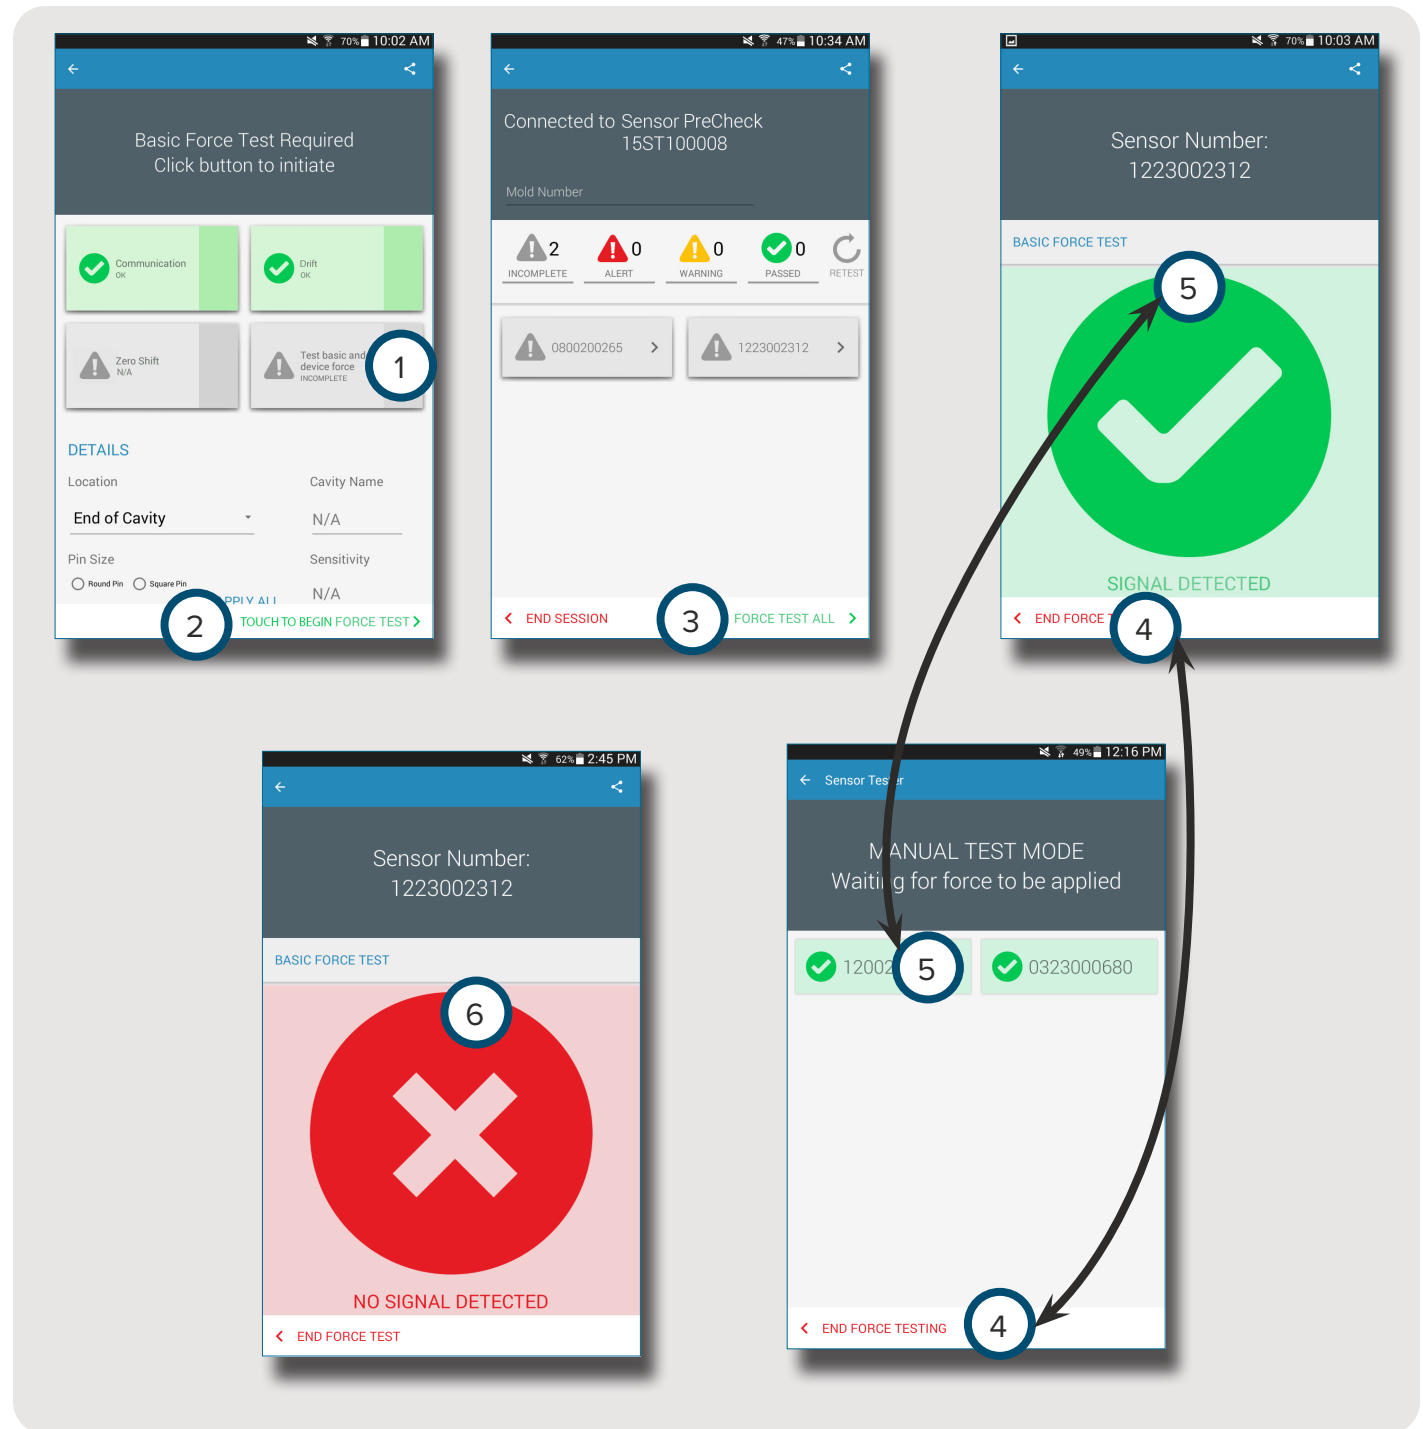 70% 10:02 AM
Basic Force Test Required
Click button to initiate
Communication
OK
Drift
OK
Zero Shift
N/A
Test basic and
device force
INCOMPLETE
1
DETAILS
Location
Cavity Name
End of Cavity
N/A
Pin Size
Sensitivity
Round Pin
Square Pin
N/A
ALL
2
TOUCH TO BEGIN FORCE TEST
47% 10:34 AM
Connected to Sensor PreCheck
15ST100008
Mold Number
2
INCOMPLETE
0
ALERT
0
WARNING
0
PASSED
RETEST
0800200265
1223002312
END SESSION
3
FORCE TEST ALL
70% 10:03 AM
Sensor Number:
1223002312
BASIC FORCE TEST
5
SIGNAL DETECTED
END FORCE
4
62% 2:45 PM
Sensor Number:
1223002312
BASIC FORCE TEST
6
NO SIGNAL DETECTED
END FORCE TEST
49% 12:16 PM
Sensor Tester
MANUAL TEST MODE
Waiting for force to be applied
12002
5
0323000680
END FORCE TESTING
4